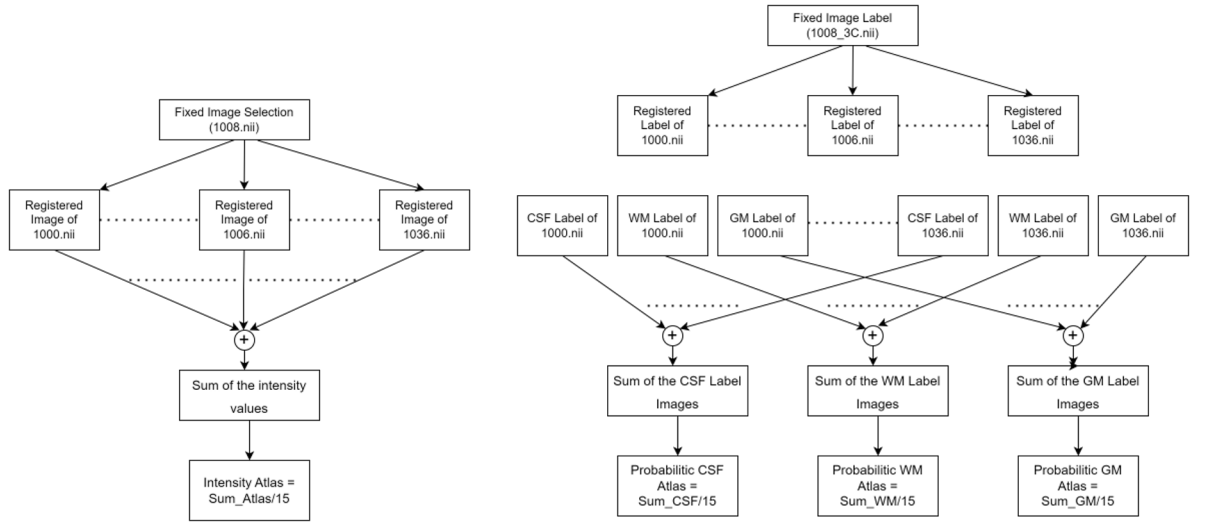 Fixed Image Selection
(1008.nii)
Registered
Image of
1000.nii
Registered
Image of
1006.nii
Registered
Image of
1036.nii
+
Sum of the intensity
values
Intensity Atlas =
Sum_Atlas/15
Fixed Image Label
(1008_3C.nii)
Registered
Label of
1000.nii
Registered
Label of
1006.nii
Registered
Label of
1036.nii
CSF Label of
1000.nii
WM Label of
1000.nii
GM Label of
1000.nii
CSF Label of
1036.nii
WM Label of
1036.nii
GM Label of
1036.nii
+
+
+
Sum of the CSF Label
Images
Sum of the WM Label
Images
Sum of the GM Label
Images
Probabilitic CSF
Atlas =
Sum_CSF/15
Probabilitic WM
Atlas =
Sum_WM/15
Probabilitic GM
Atlas =
Sum_GM/15